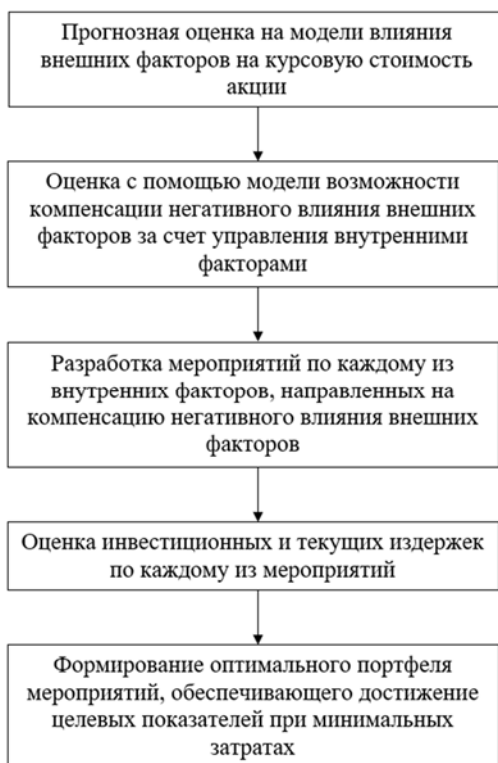 Прогнозная оценка на модели влияния
внешних факторов на курсовую стоимость
акции
Оценка с помощью модели возможности
компенсации негативного влияния внешних
факторов за счет управления внутренними
факторами
Разработка мероприятий по каждому из
внутренних факторов, направленных на
компенсацию негативного влияния внешних
факторов
Оценка инвестиционных и текущих издержек
по каждому из мероприятий
Формирование оптимального портфеля
мероприятий, обеспечивающего достижение
целевых показателей при минимальных
затратах